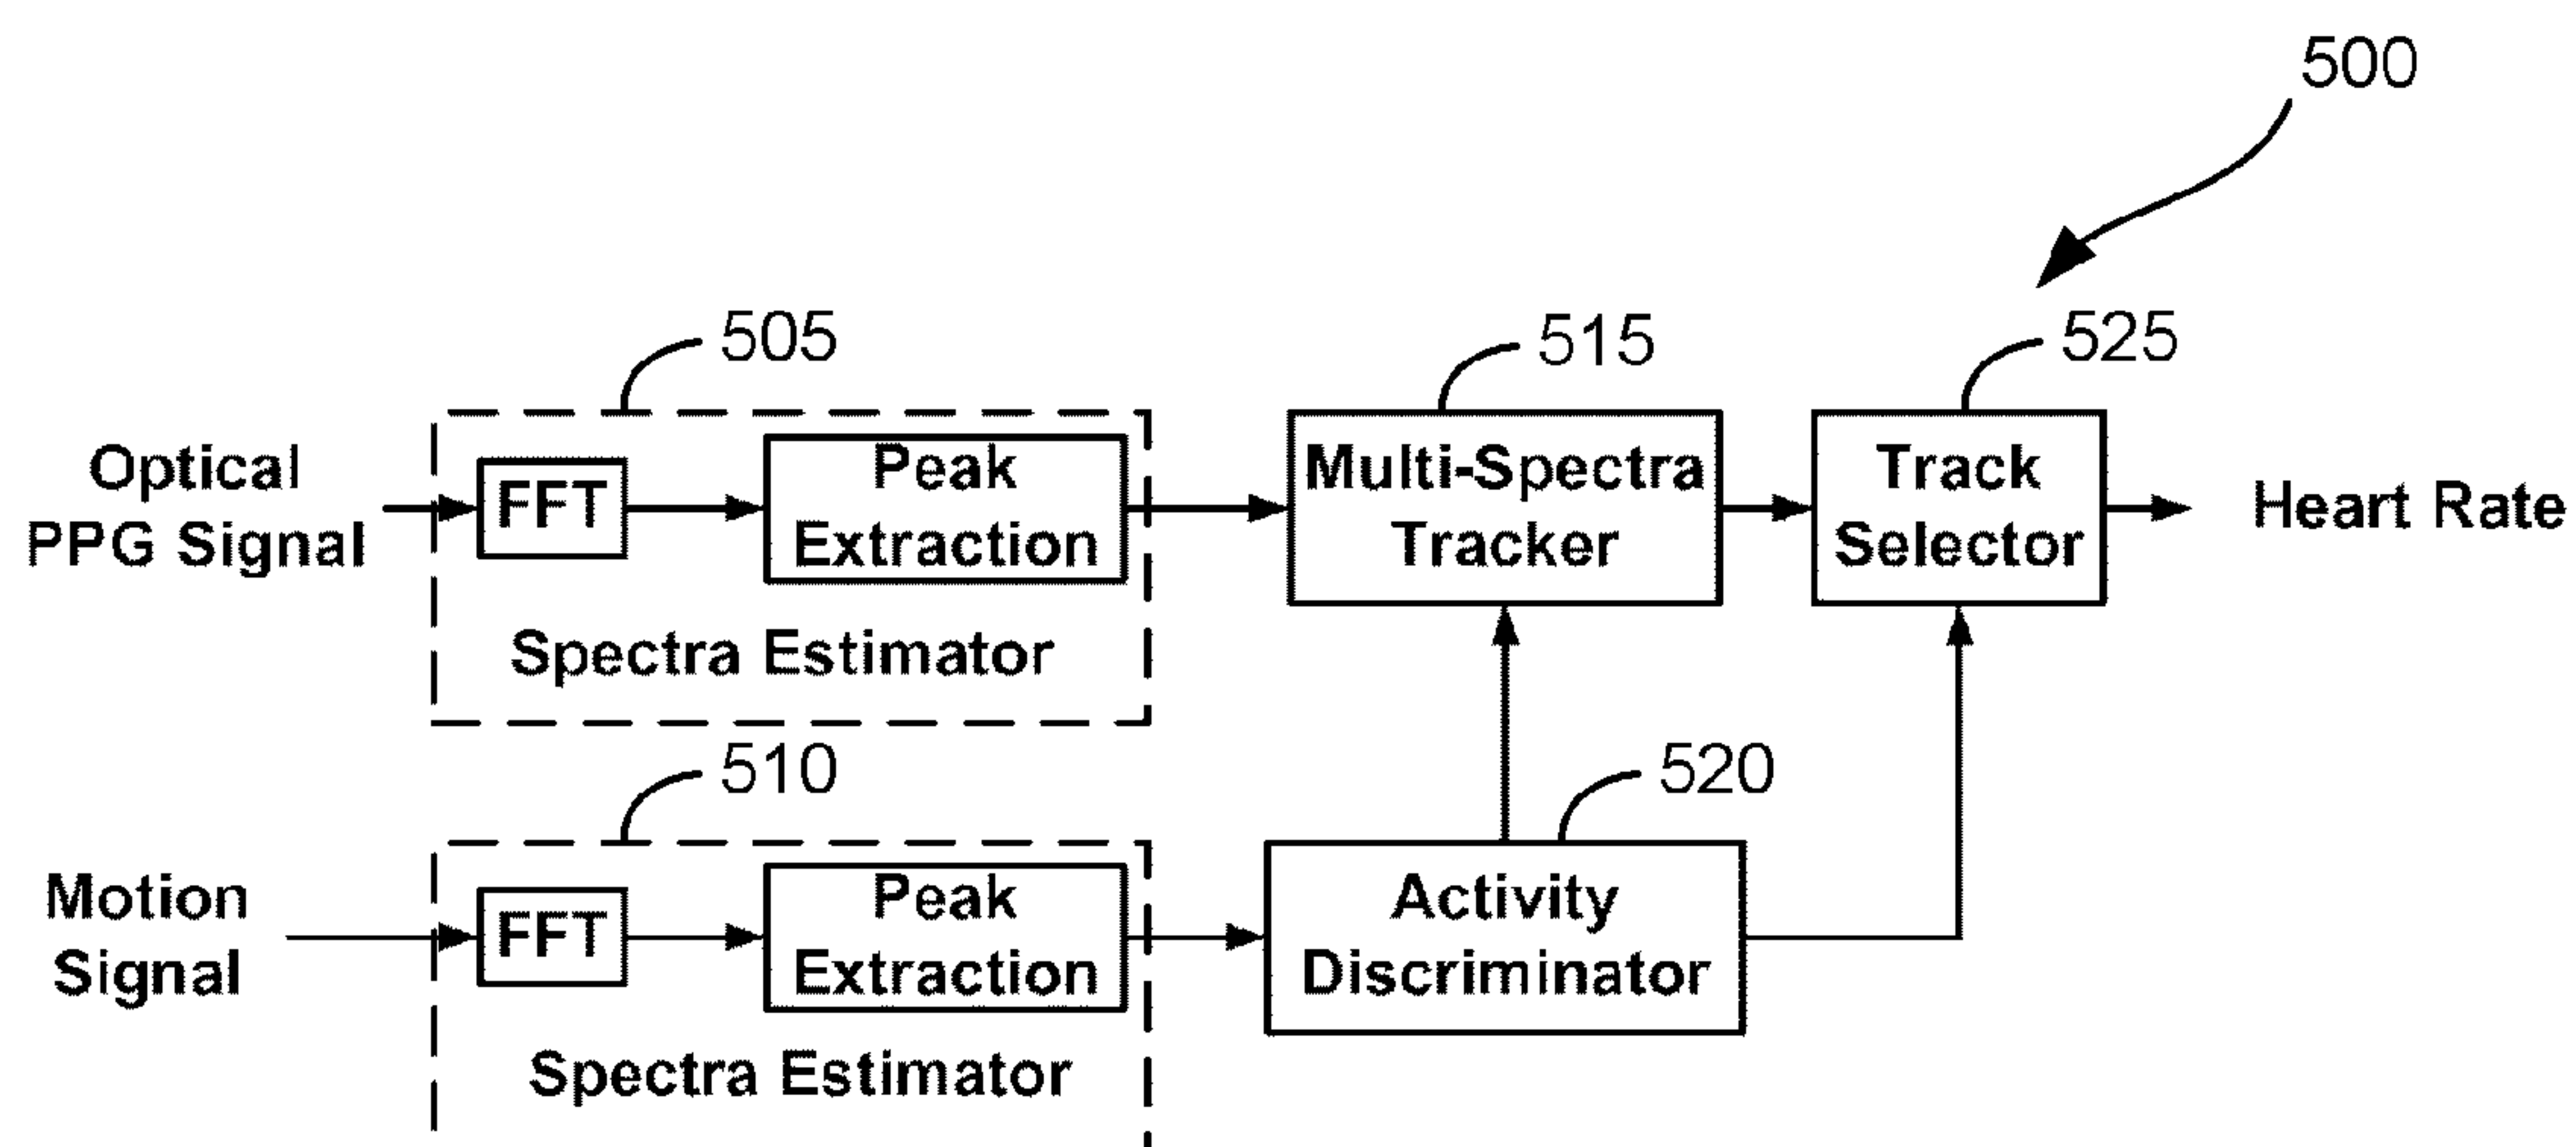 500
505
515
525
Optical
PPG Signal
FFT
Peak
Extraction
Spectra Estimator
Multi-Spectra
Tracker
Track
Selector
Heart Rate
510
520
Motion
Signal
FFT
Peak
Extraction
Spectra Estimator
Activity
Discriminator